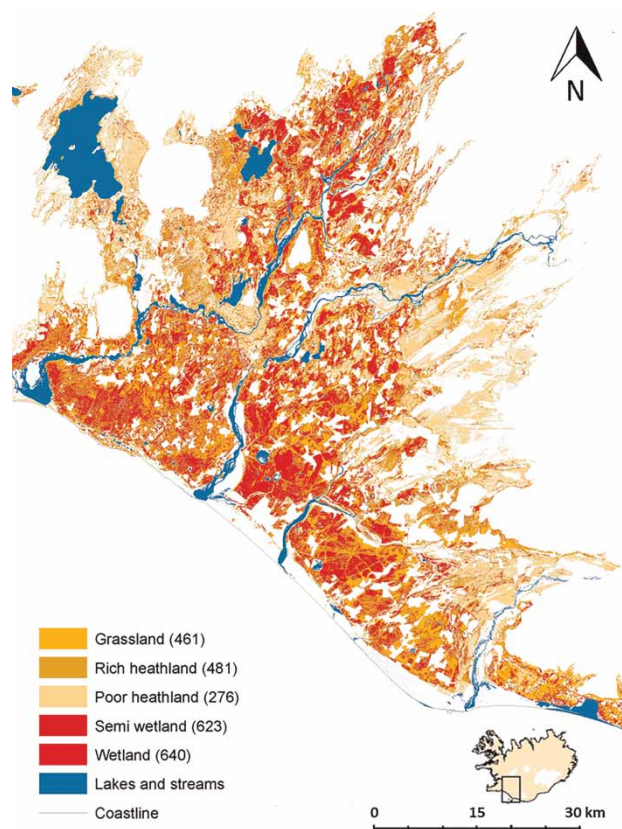 N
Grassland (461)
Rich heathland (481)
Poor heathland (276)
Semi wetland (623)
Wetland (640)
Lakes and streams
Coastline
0 15 30 km